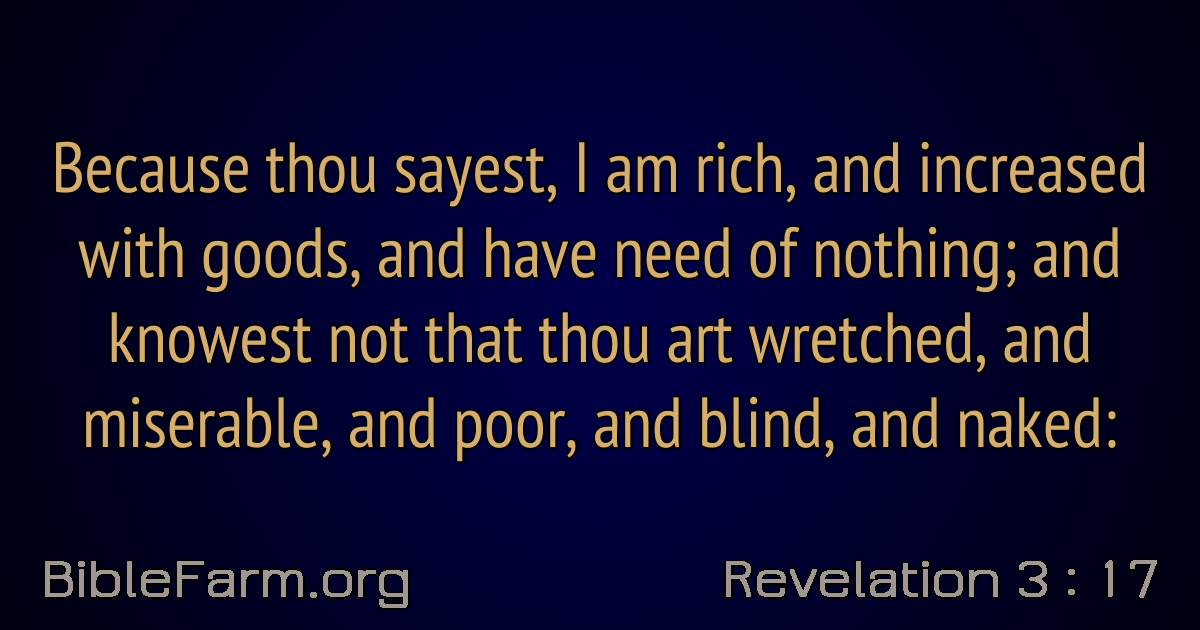 Because thou sayest, I am rich, and increased
with goods, and have need of nothing; and
knowest not that thou art wretched, and
miserable, and poor, and blind, and naked:
BibleFarm.org
Revelation 3 : 17